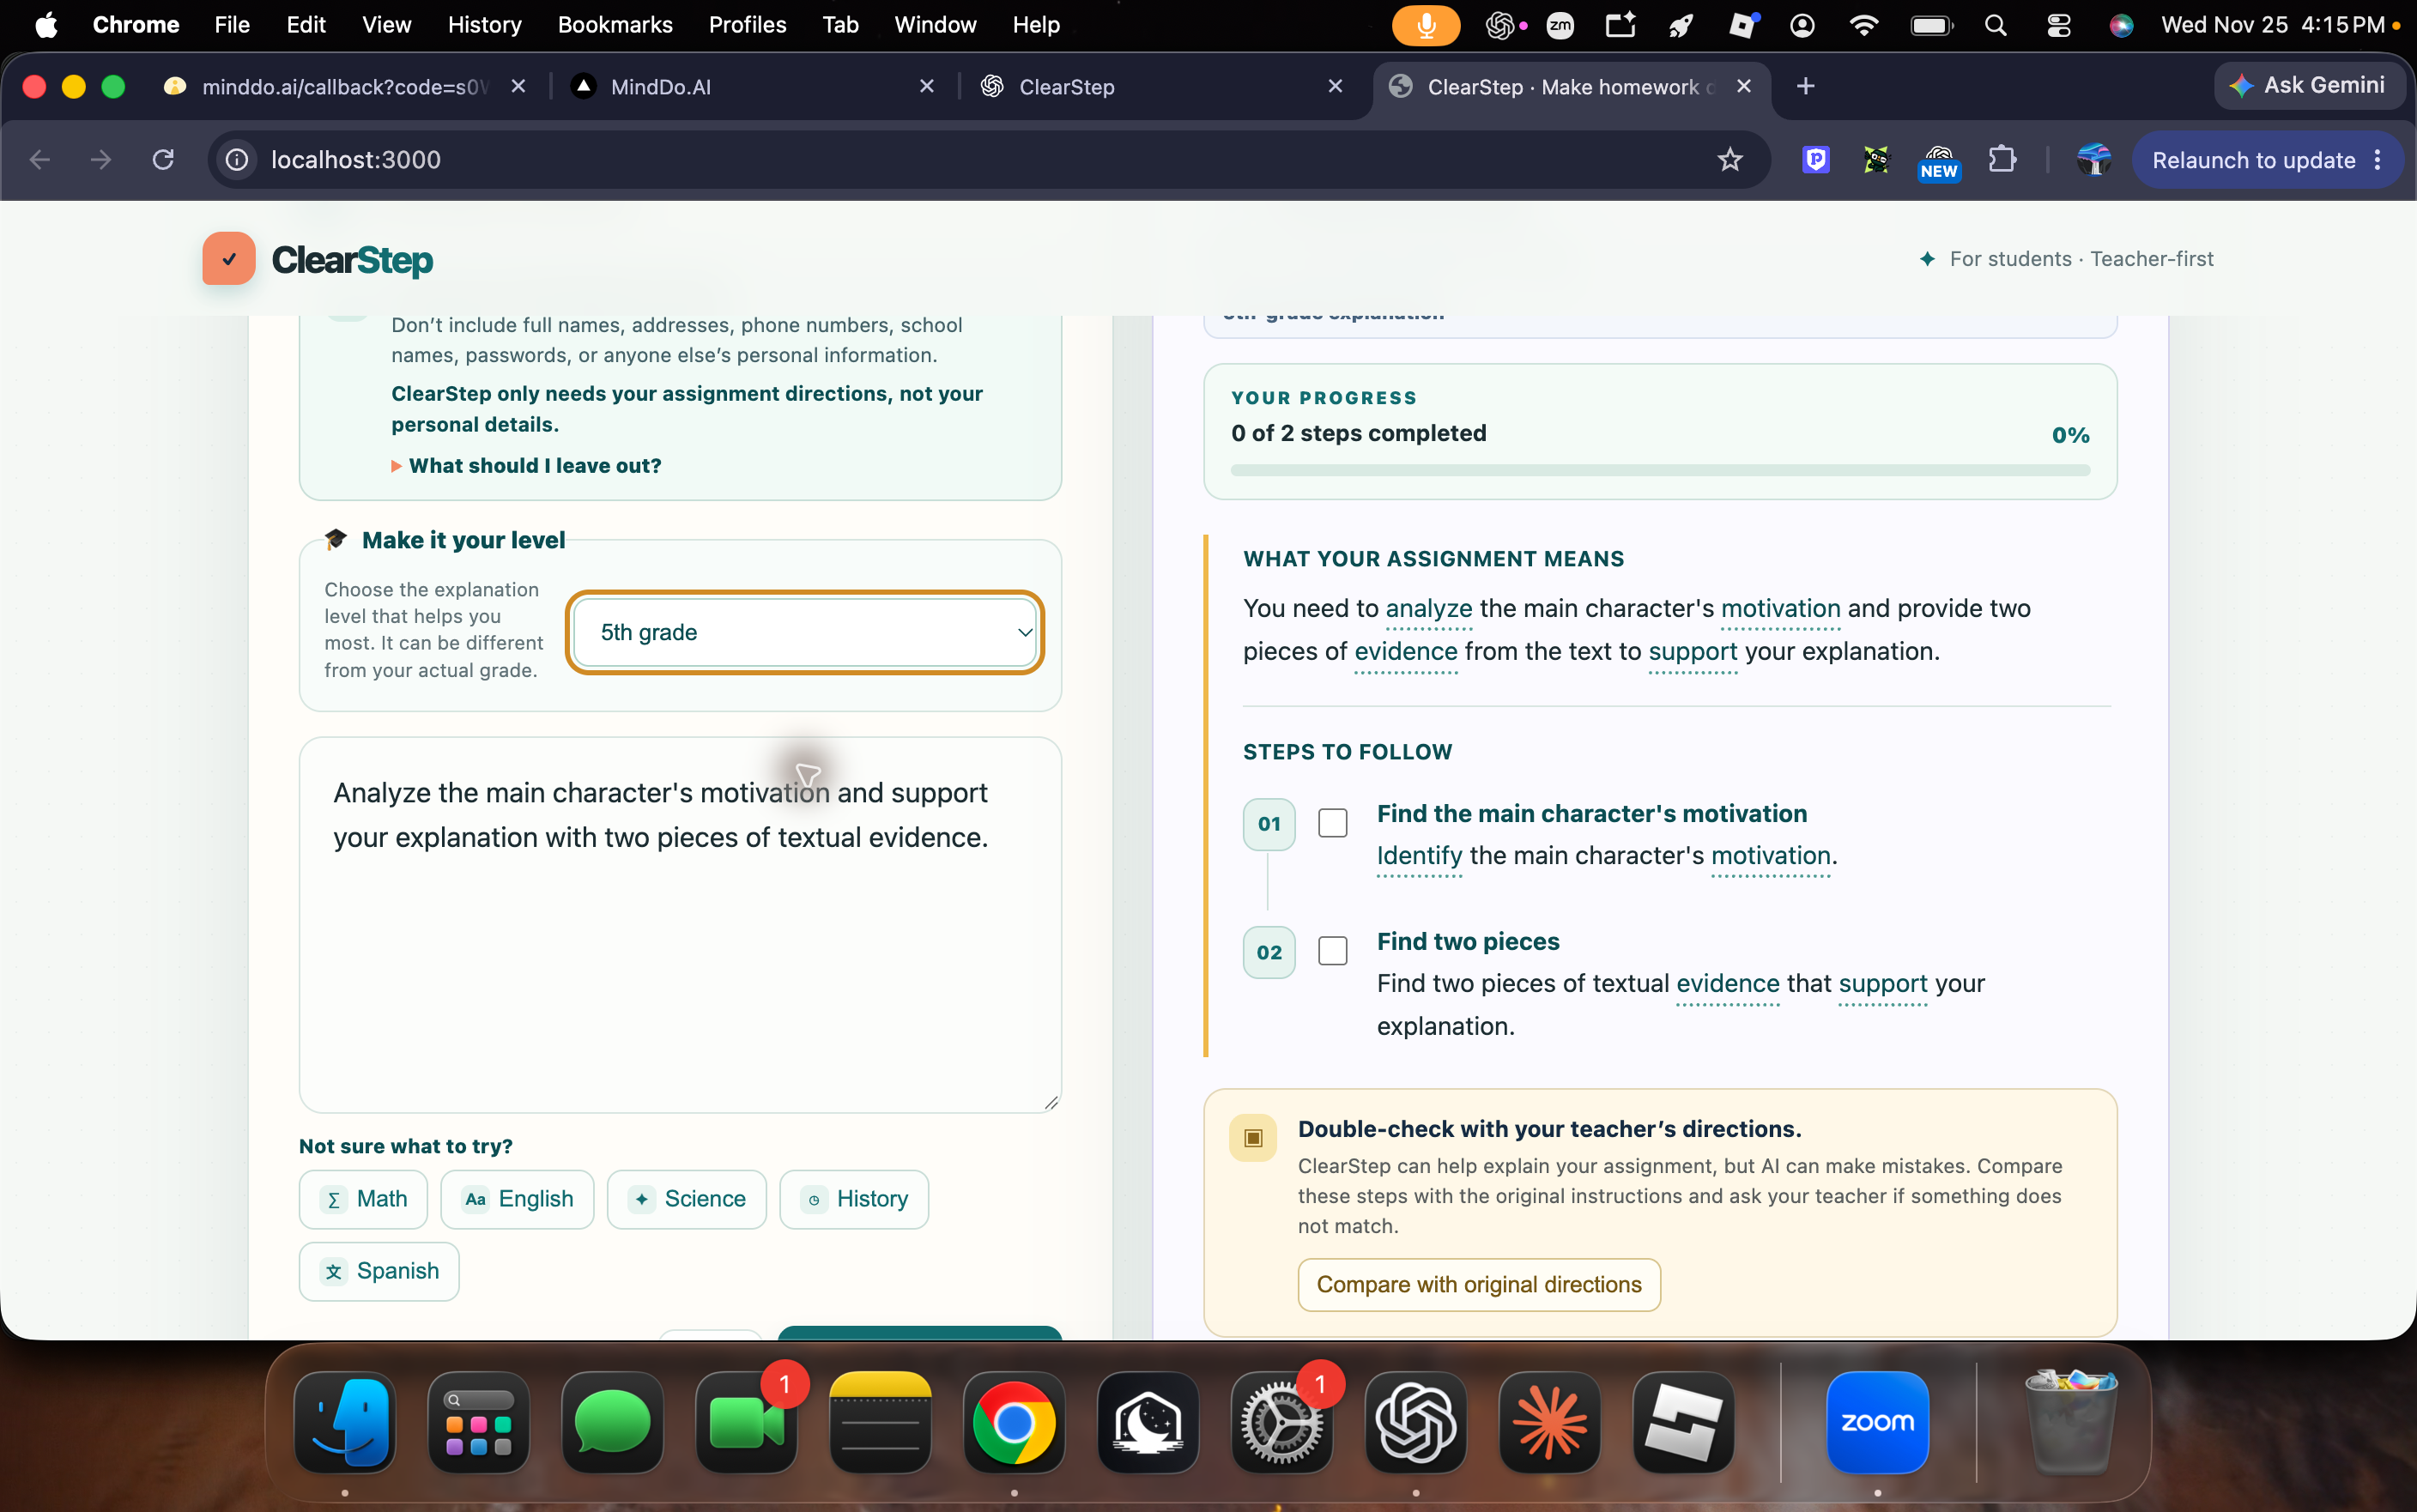 Chrome File Edit View History Bookmarks Profiles Tab Window Help zm Wed Nov 25 4:15 PM
minddo.ai/callback?code=s0 MindDo.AI ClearStep ClearStep · Make homework Ask Gemini
localhost:3000 NEW Relaunch to update
ClearStep
For students · Teacher-first
Don't include full names, addresses, phone numbers, school
names, passwords, or anyone else's personal information.
ClearStep only needs your assignment directions, not your
personal details.
What should I leave out?
Make it your level
Choose the explanation
level that helps you
most. It can be different
from your actual grade.
5th grade
Analyze the main character's motivation and support
your explanation with two pieces of textual evidence.
Not sure what to try?
Σ Math Aa English Science History
文 Spanish
5th-grade explanation
YOUR PROGRESS
0 of 2 steps completed
0%
WHAT YOUR ASSIGNMENT MEANS
You need to analyze the main character's motivation and provide two
pieces of evidence from the text to support your explanation.
STEPS TO FOLLOW
01 Find the main character's motivation
Identify the main character's motivation.
02 Find two pieces
Find two pieces of textual evidence that support your
explanation.
Double-check with your teacher's directions.
ClearStep can help explain your assignment, but AI can make mistakes. Compare
these steps with the original instructions and ask your teacher if something does
not match.
Compare with original directions
1 1 zoom